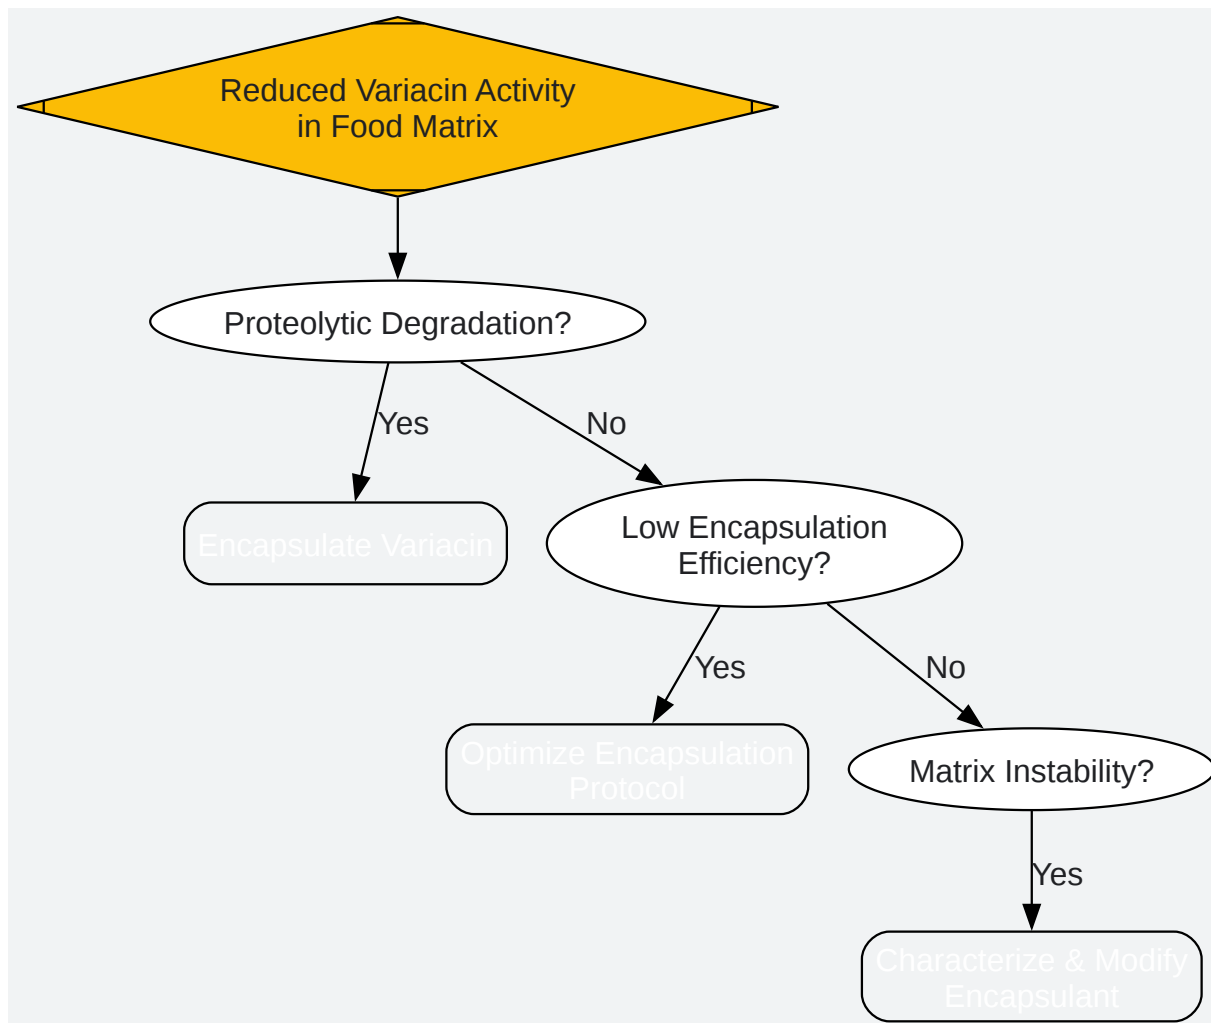 Reduced Variacin Activity
in Food Matrix
Proteolytic Degradation?
Yes
No
Encapsulate Variacin
Low Encapsulation
Efficiency?
Yes
No
Optimize Encapsulation
Protocol
Matrix Instability?
Yes
Characterize & Modify
Encapsulant